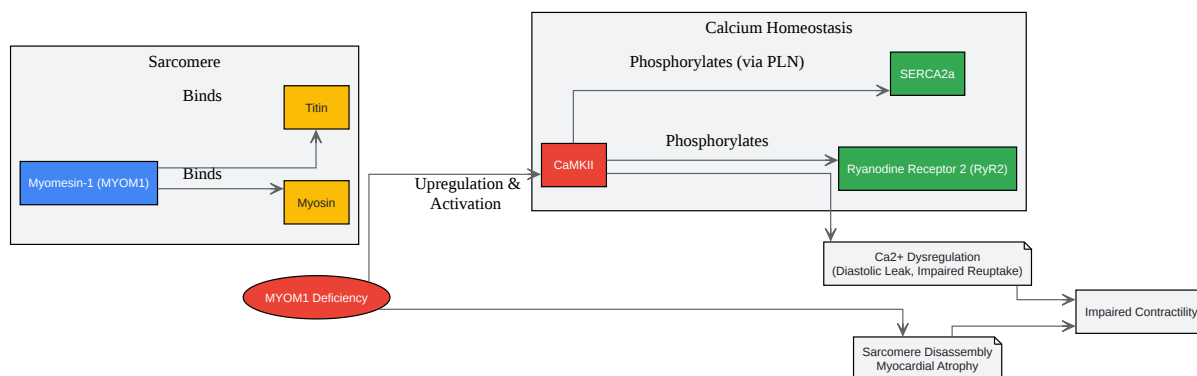 Calcium Homeostasis
Sarcomere
Phosphorylates (via PLN)
SERCA2a
Binds
Titin
Phosphorylates
CaMKII
Ryanodine Receptor 2 (RyR2)
Myomesin-1 (MYOM1)
Binds
Myosin
Upregulation &
Activation
Ca2+ Dysregulation
(Diastolic Leak, Impaired Reuptake)
MYOM1 Deficiency
Impaired Contractility
Sarcomere Disassembly
Myocardial Atrophy